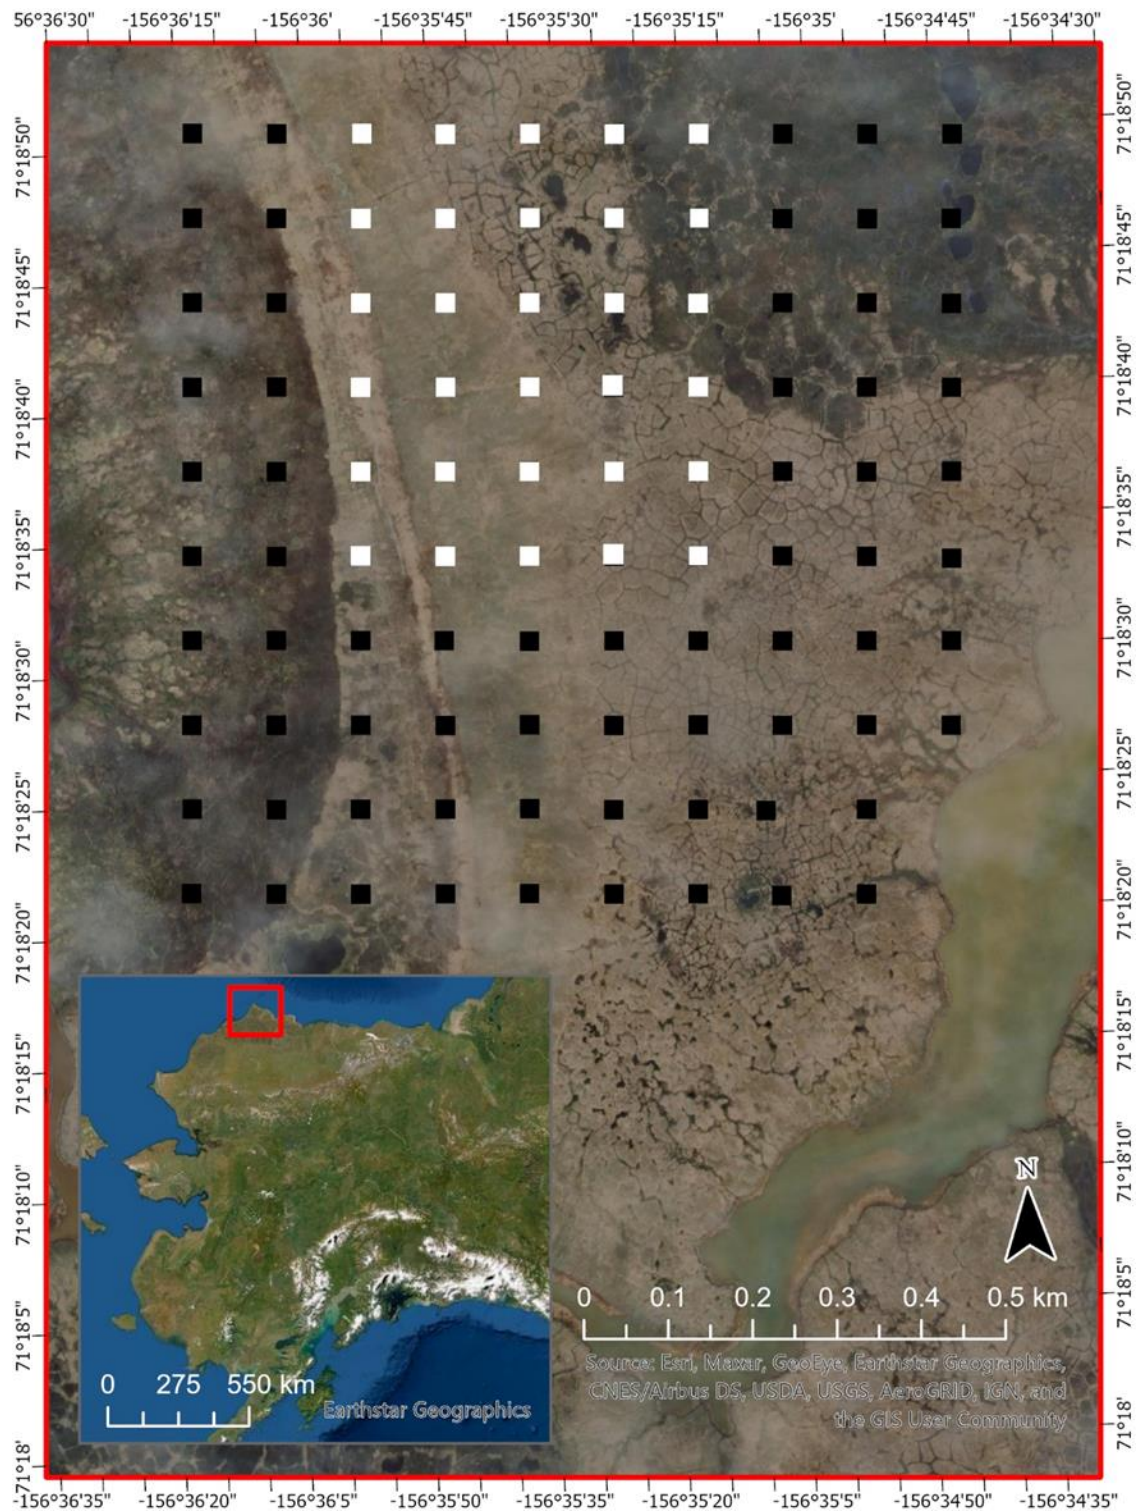 56°36'30" -156°36'15" -156°36' -156°35'45" -156°35'30" -156°35'15" -156°35' -156°34'45" -156°34'30"
71°18'50" 71°18'50"
71°18'45" 71°18'45"
71°18'40" 71°18'40"
71°18'35" 71°18'35"
71°18'30" 71°18'30"
71°18'25" 71°18'25"
71°18'20" 71°18'20"
71°18'15" 71°18'15"
71°18'10" 71°18'10"
71°18'5" 71°18'5"
71°18' 71°18'
N
0 0.1 0.2 0.3 0.4 0.5 km
Source: Esri, Maxar, GeoEye, Earthstar Geographics,
CNES/Airbus DS, USDA, USGS, AeroGRID, IGN, and
the GIS User Community
0 275 550 km
Earthstar Geographics
-156°36'35" -156°36'20" -156°36'5" -156°35'50" -156°35'35" -156°35'20" -156°35'5" -156°34'50" -156°34'35"